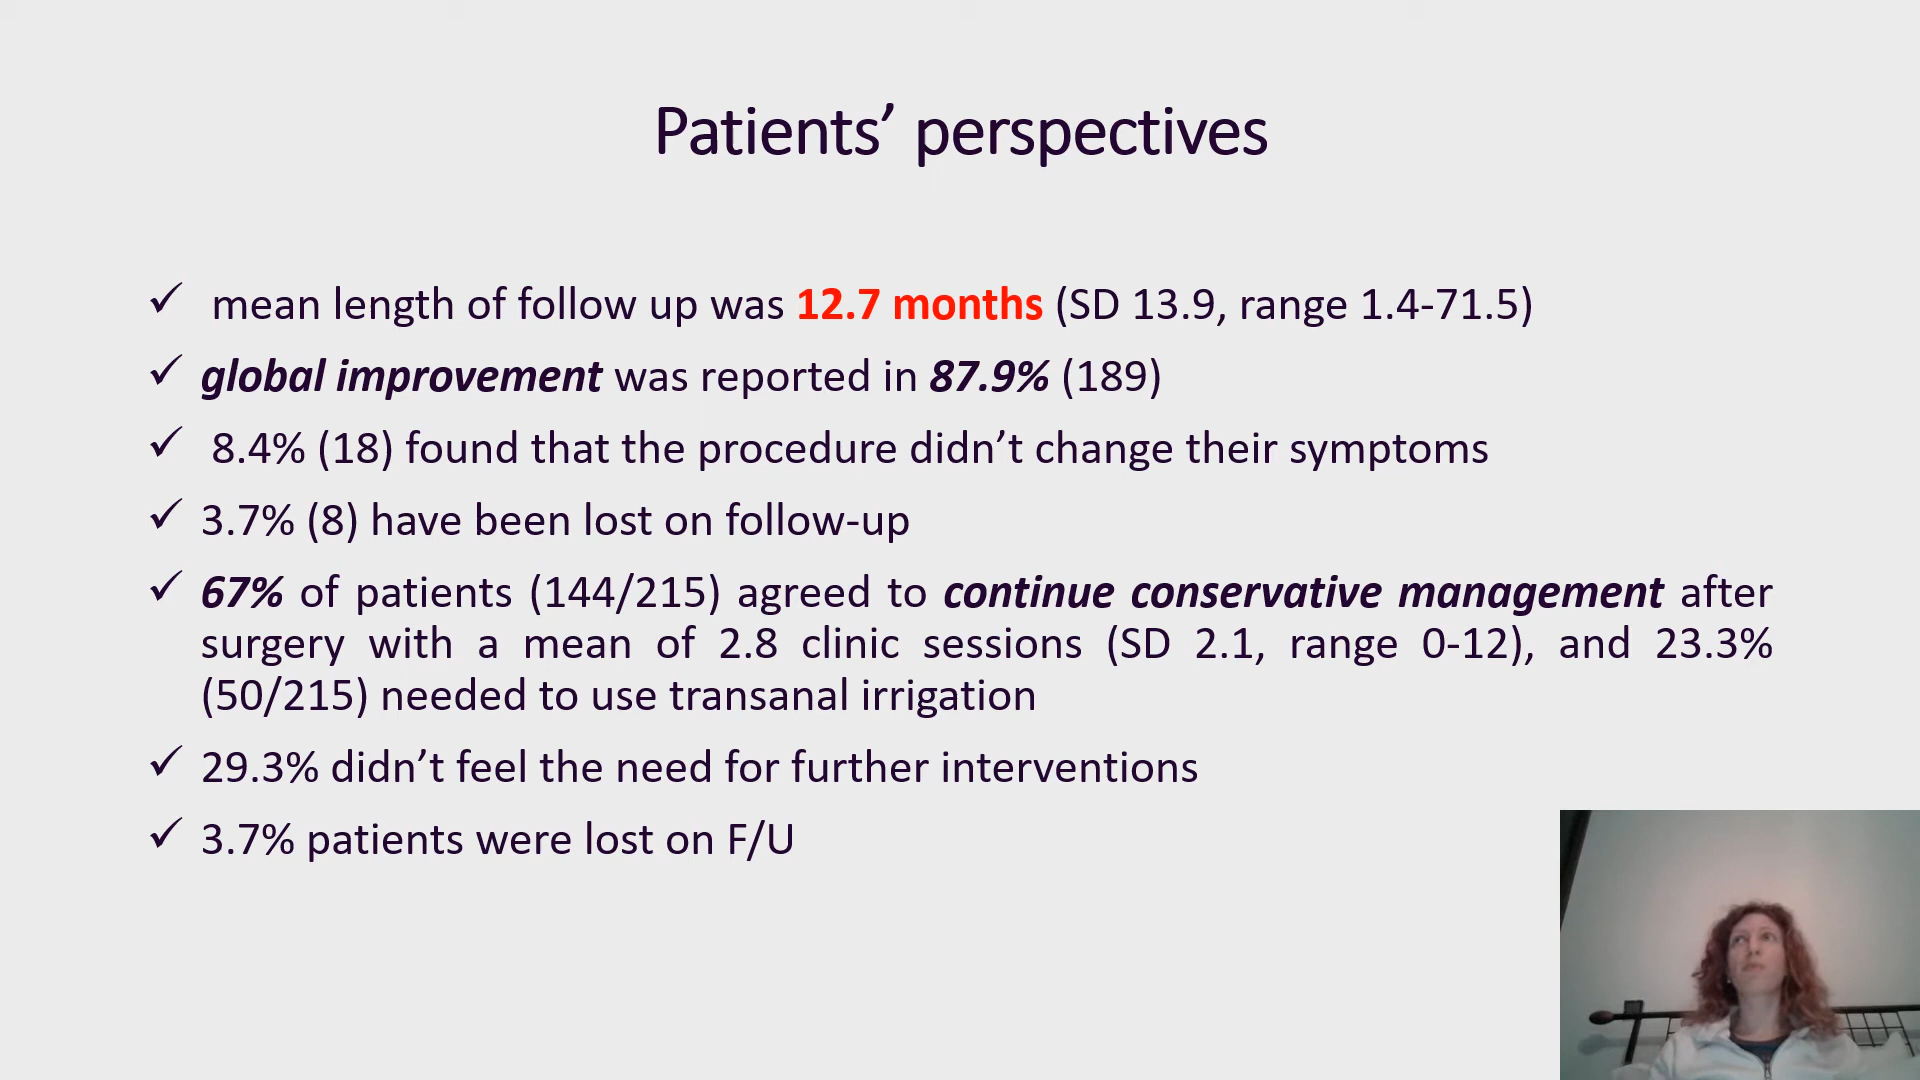 Patients’ perspectives
✓ mean length of follow up was 12.7 months (SD 13.9, range 1.4-71.5)
✓ global improvement was reported in 87.9% (189)
✓ 8.4% (18) found that the procedure didn’t change their symptoms
✓ 3.7% (8) have been lost on follow-up
✓ 67% of patients (144/215) agreed to continue conservative management after
surgery with a mean of 2.8 clinic sessions (SD 2.1, range 0-12), and 23.3%
(50/215) needed to use transanal irrigation
✓ 29.3% didn’t feel the need for further interventions
✓ 3.7% patients were lost on F/U